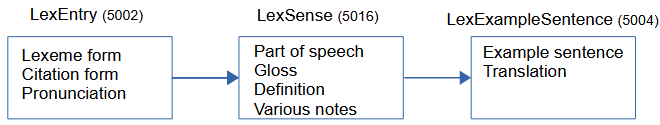 LexEntry (5002)
Lexeme form
Citation form
Pronunciation
LexSense (5016)
Part of speech
Gloss
Definition
Various notes
LexExampleSentence (5004)
Example sentence
Translation